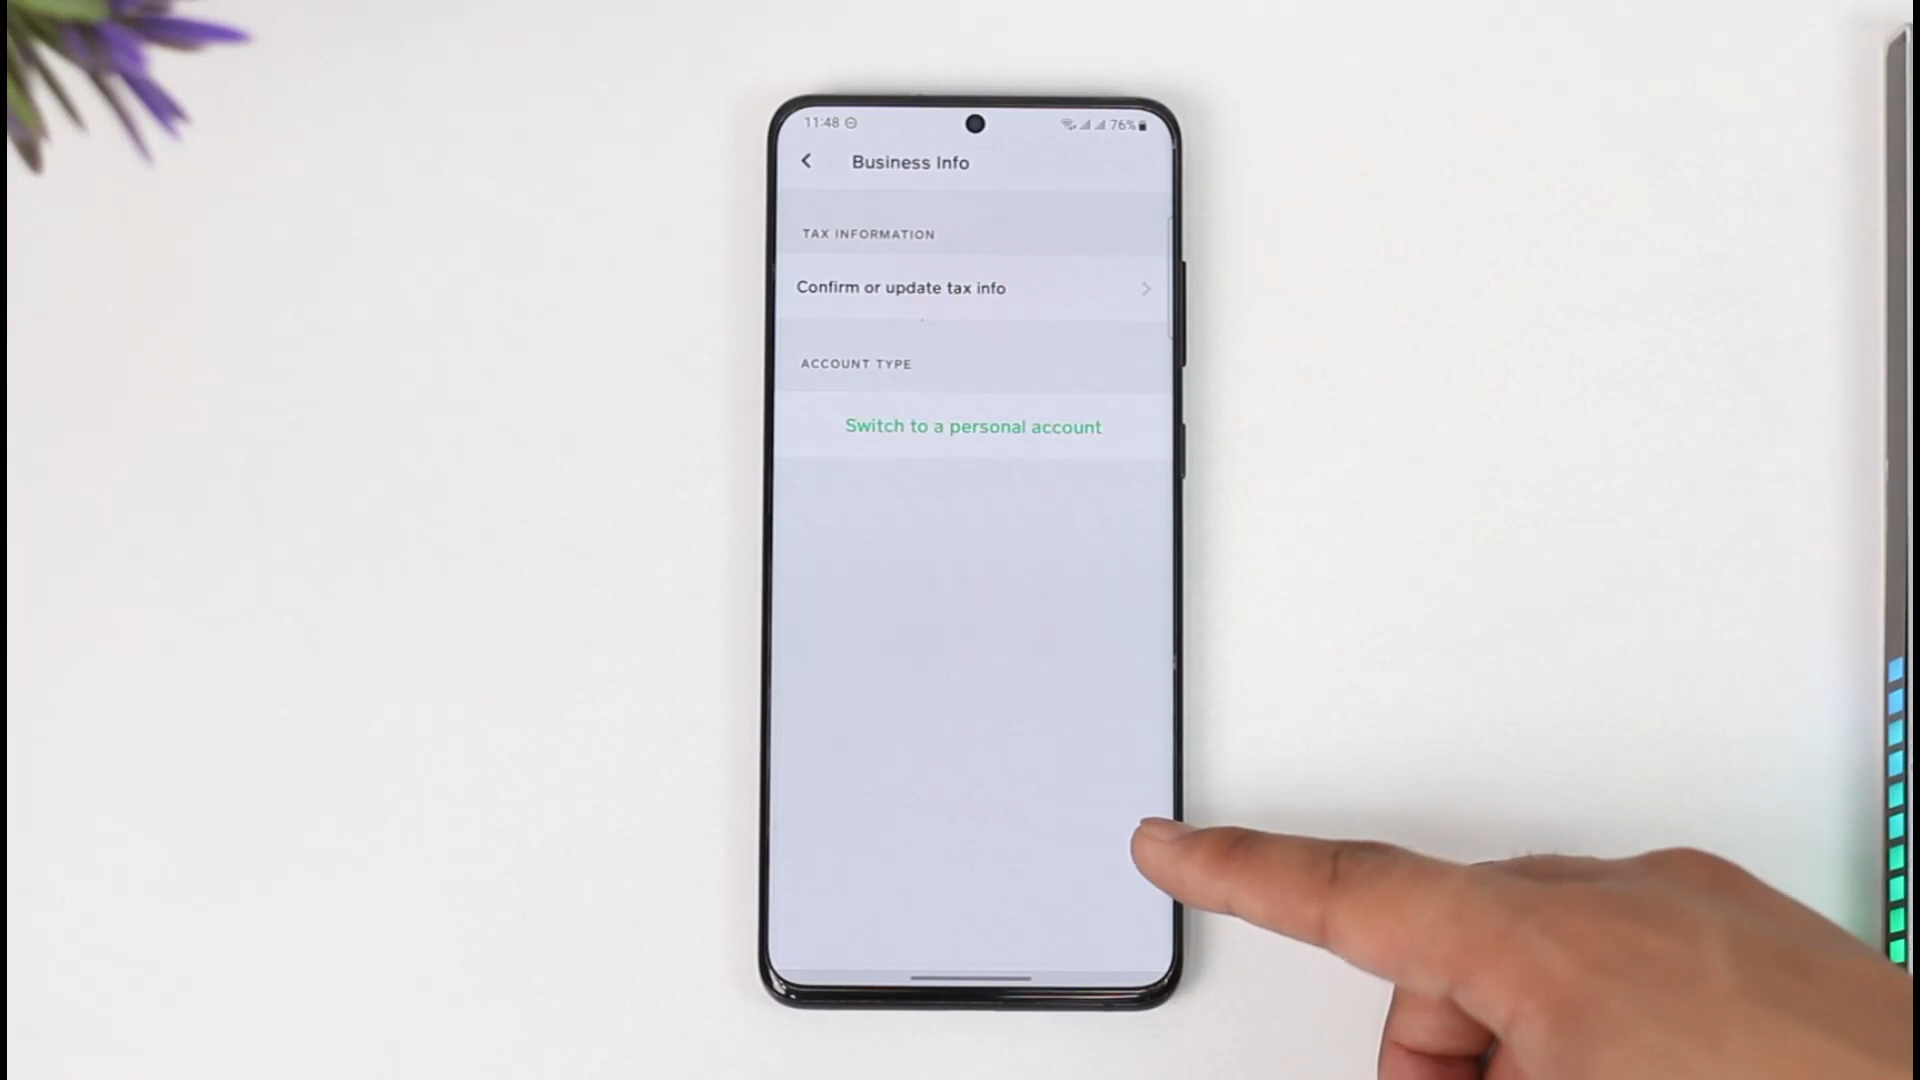 11:48 76%
Business Info
TAX INFORMATION
Confirm or update tax info
ACCOUNT TYPE
Switch to a personal account